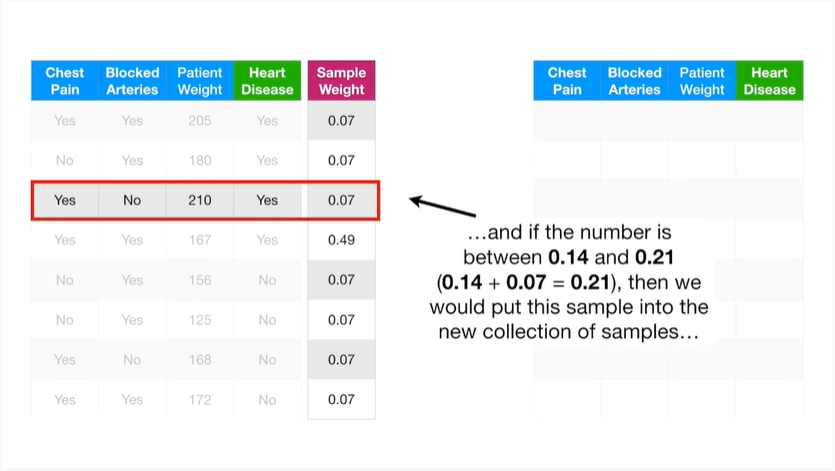 Chest Pain Blocked Arteries Patient Weight Heart Disease Sample Weight
Yes Yes 205 Yes 0.07
No Yes 180 Yes 0.07
Yes No 210 Yes 0.07
Yes Yes 167 Yes 0.49
No Yes 156 No 0.07
No Yes 125 No 0.07
Yes No 168 No 0.07
Yes Yes 172 No 0.07
Chest Pain Blocked Arteries Patient Weight Heart Disease
…and if the number is
between 0.14 and 0.21
(0.14 + 0.07 = 0.21), then we
would put this sample into the
new collection of samples…